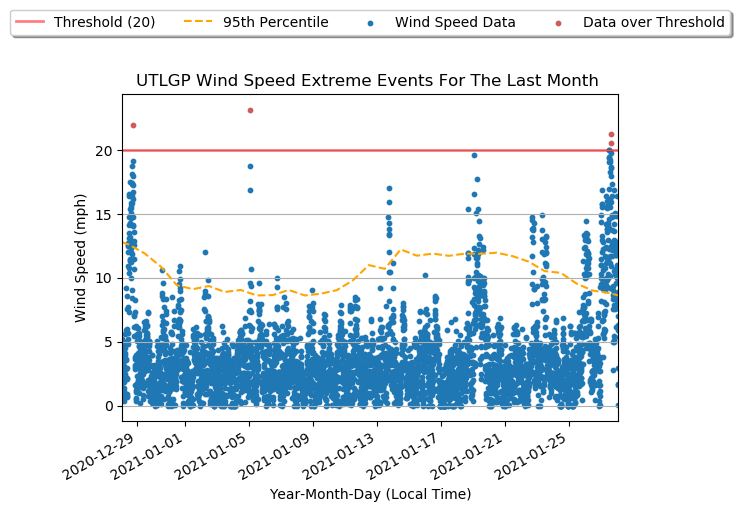 Threshold (20) 95th Percentile Wind Speed Data Data over Threshold
UTLGP Wind Speed Extreme Events For The Last Month
Wind Speed (mph)
20
15
10
5
0
2020-12-29 2021-01-01 2021-01-05 2021-01-09 2021-01-13 2021-01-17 2021-01-21 2021-01-25
Year-Month-Day (Local Time)